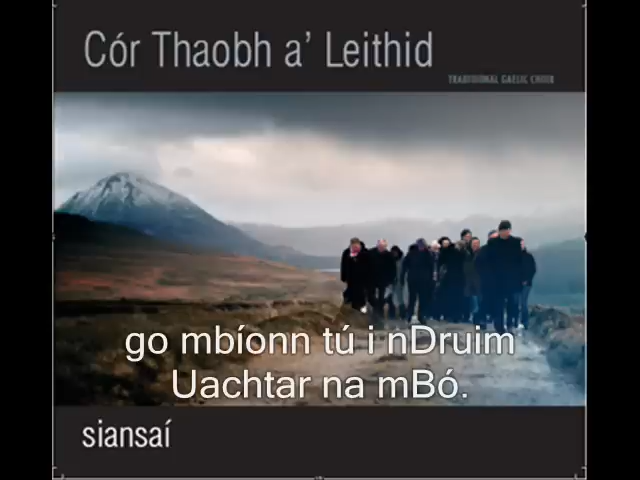 Cór Thaobh a' Leithid
TRADITIONAL GAELIC CHOIR
go mbíonn tú i nDruim
Uachtar na mBó.
siansaí